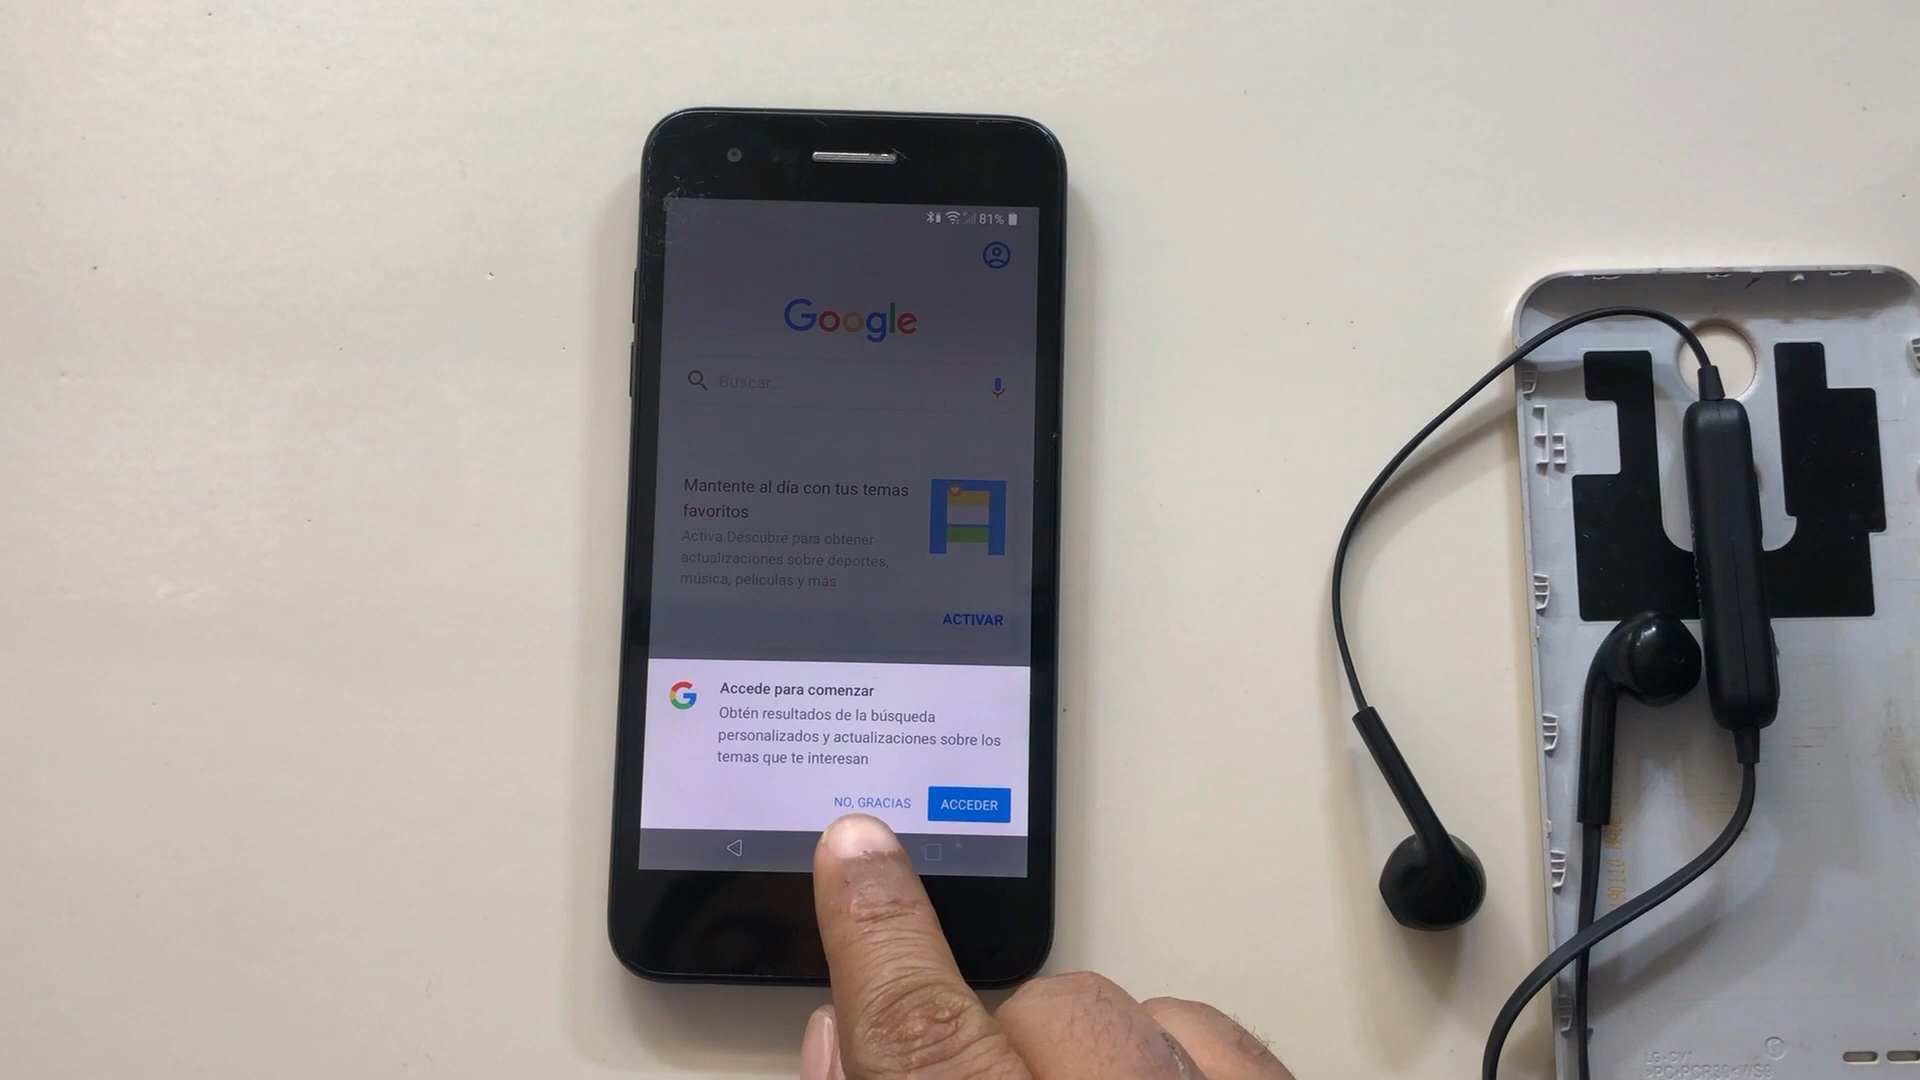 81%
Google
Buscar...
Mantente al día con tus temas
favoritos
Activa Descubre para obtener
actualizaciones sobre deportes,
música, películas y más
ACTIVAR
G
Accede para comenzar
Obtén resultados de la búsqueda
personalizados y actualizaciones sobre los
temas que te interesan
NO, GRACIAS
ACCEDER